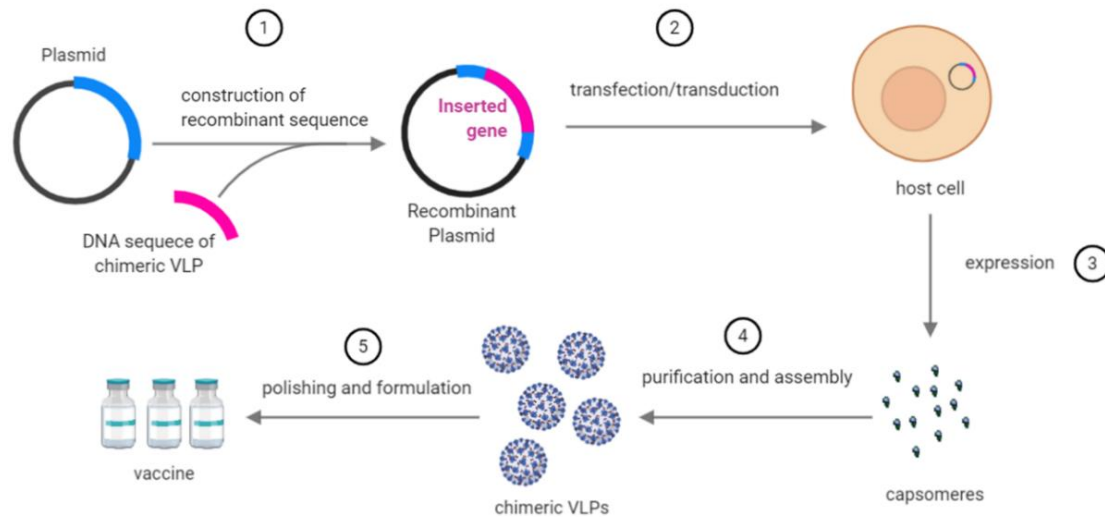 1
Plasmid
construction of
recombinant sequence
DNA sequece of
chimeric VLP
Inserted
gene
Recombinant
Plasmid
2
transfection/transduction
host cell
expression
3
capsomeres
4
purification and assembly
chimeric VLPs
5
polishing and formulation
vaccine